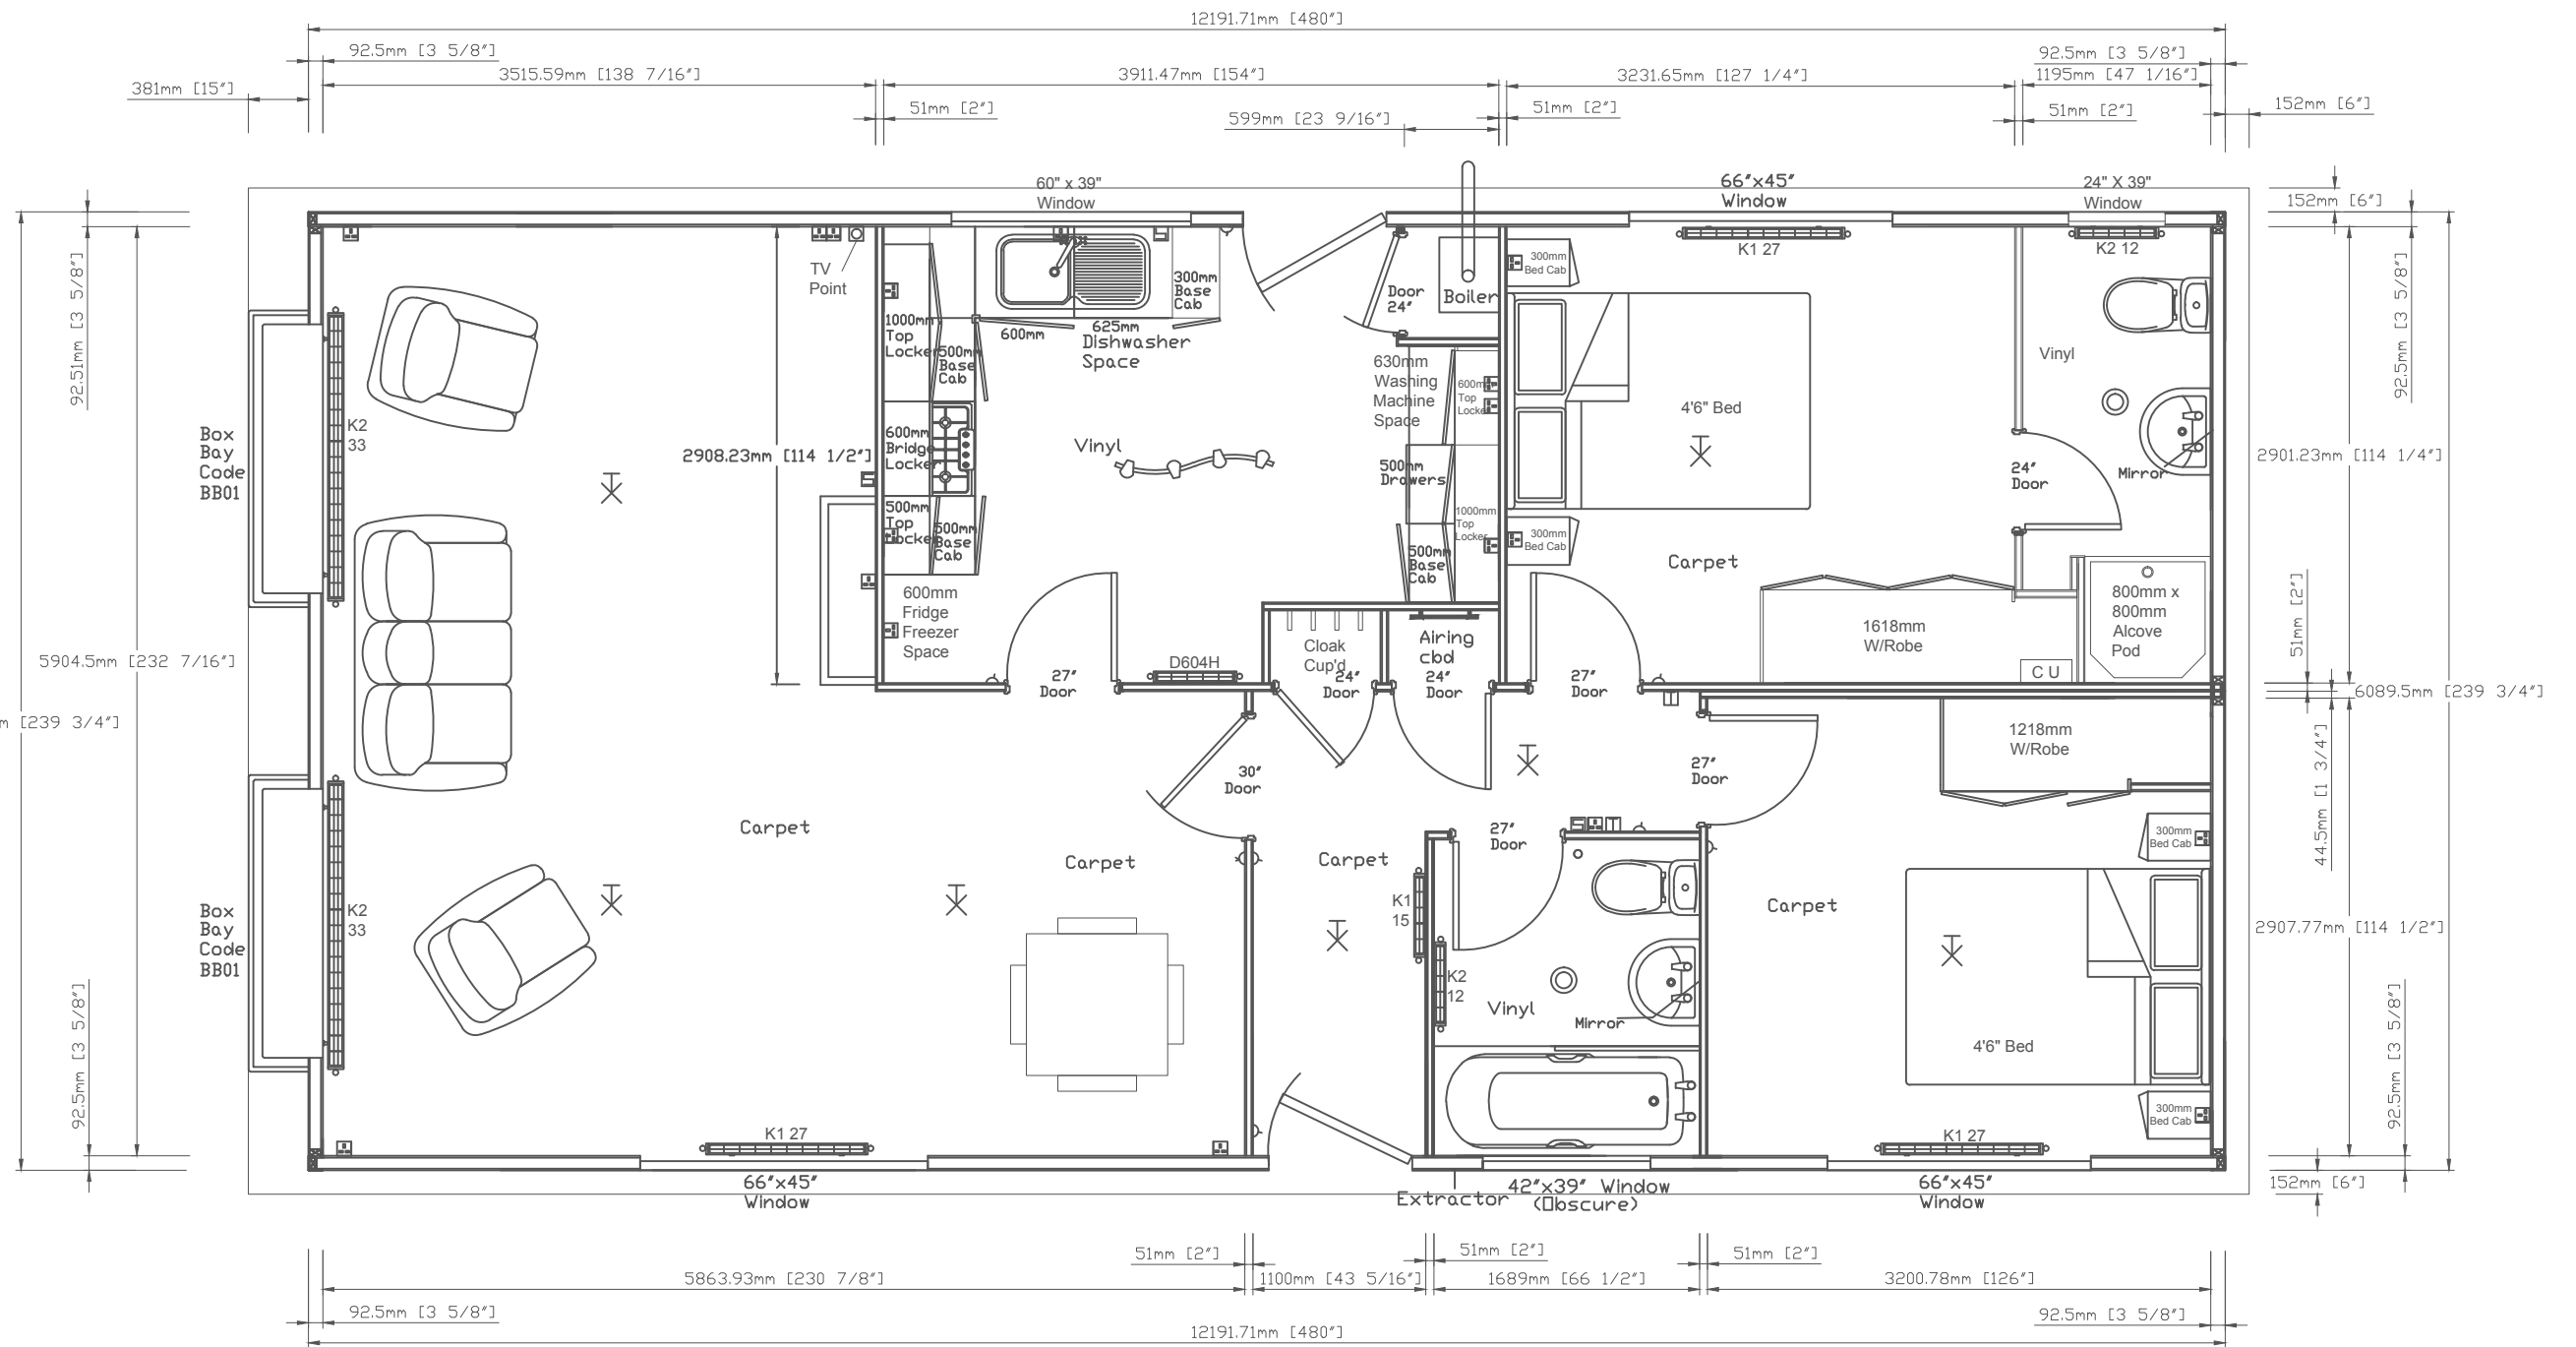 12191.71mm [480"]
92.5mm [3 5/8"]
92.5mm [3 5/8"]
3515.59mm [138 7/16"]
3911.47mm [154"]
3231.65mm [127 1/4"]
1195mm [47 1/16"]
381mm [15"]
51mm [2"]
599mm [23 9/16"]
51mm [2"]
51mm [2"]
152mm [6"]
60" x 39"
Window
66"x45"
Window
24" X 39"
Window
152mm [6"]
92.51mm [3 5/8"]
92.5mm [3 5/8"]
TV
Point
K1 27
K2 12
300mm
Base
Cab
Door
24"
Boiler
300mm
Bed Cab
1000mm
Top
Locker
500mm
Base
Cab
600mm
625mm
Dishwasher
Space
630mm
Washing
Machine
Space
600mm
Top
Locker
Vinyl
4'6" Bed
Box
Bay
Code
BB01
K2
33
2908.23mm [114 1/2"]
600mm
Bridge
Locker
Vinyl
500mm
Drawers
24"
Door
Mirror
2901.23mm [114 1/4"]
500mm
Top
Locker
500mm
Base
Cab
1000mm
Top
Locker
500mm
Base
Cab
300mm
Bed Cab
Carpet
600mm
Fridge
Freezer
Space
Cloak
Cup'd
Airing
cbd
1618mm
W/Robe
800mm x
800mm
Alcove
Pod
C U
51mm [2"]
5904.5mm [232 7/16"]
D604H
27"
Door
24"
Door
24"
Door
27"
Door
6089.5mm [239 3/4"]
m [239 3/4"]
1218mm
W/Robe
44.5mm [1 3/4"]
30"
Door
27"
Door
Carpet
Carpet
Carpet
27"
Door
300mm
Bed Cab
Box
Bay
Code
BB01
K2
33
K1
15
Carpet
2907.77mm [114 1/2"]
K2
12
Vinyl
Mirror
4'6" Bed
92.5mm [3 5/8"]
92.5mm [3 5/8"]
300mm
Bed Cab
K1 27
K1 27
66"x45"
Window
Extractor
42"x39" Window
(Obscure)
66"x45"
Window
152mm [6"]
51mm [2"]
51mm [2"]
51mm [2"]
5863.93mm [230 7/8"]
1100mm [43 5/16"]
1689mm [66 1/2"]
3200.78mm [126"]
92.5mm [3 5/8"]
92.5mm [3 5/8"]
12191.71mm [480"]